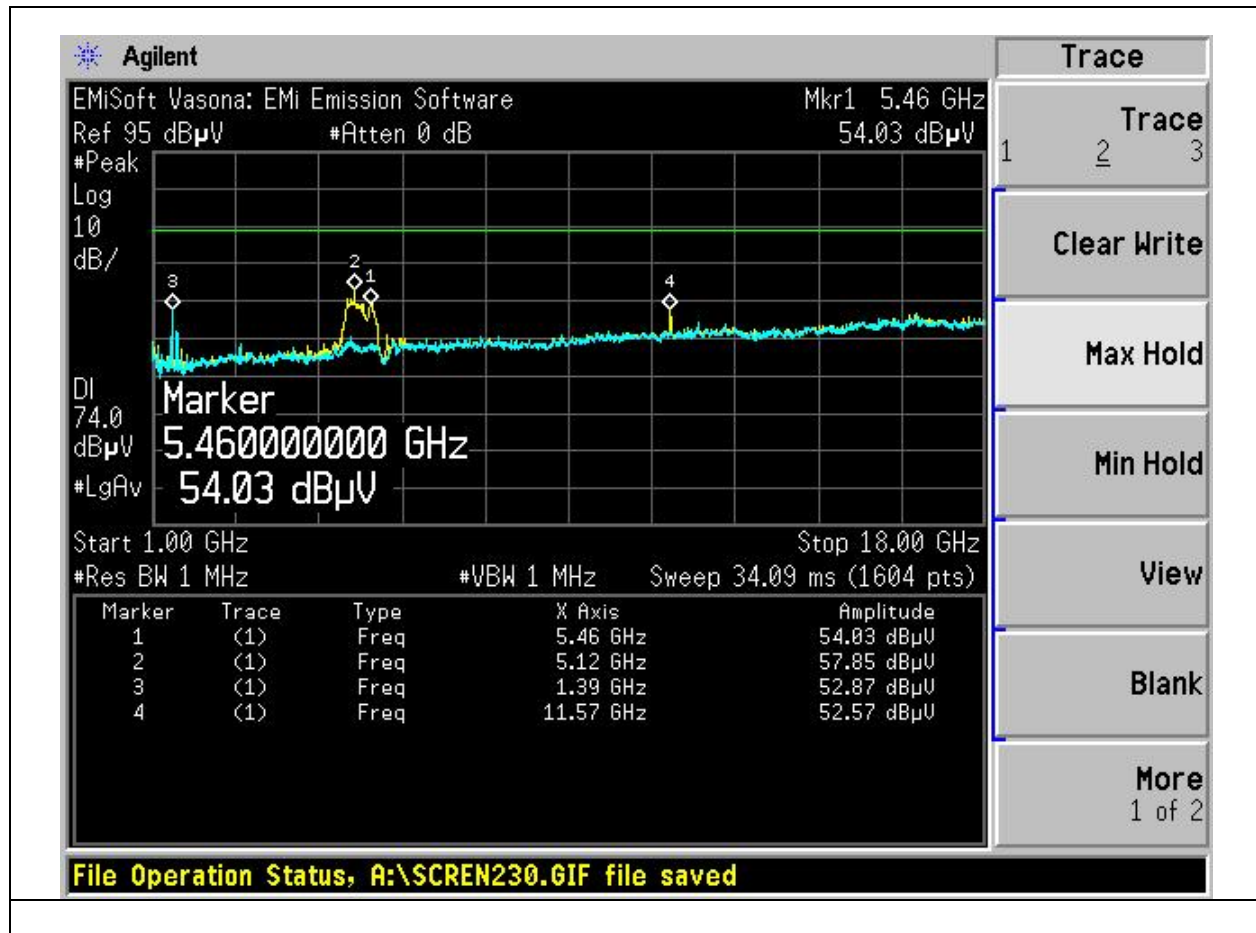 Agilent
Trace
EMiSoft Vasona: EMi Emission Software
Mkr1 5.46 GHz
Ref 95 dBµV #Atten 0 dB 54.03 dBµV
#Peak
Log
10
dB/
3
2
1
4
DI
74.0
dBµV
#LgAv
Marker
5.460000000 GHz
54.03 dBµV
Start 1.00 GHz Stop 18.00 GHz
#Res BW 1 MHz #VBW 1 MHz Sweep 34.09 ms (1604 pts)
Marker Trace Type X Axis Amplitude
1 (1) Freq 5.46 GHz 54.03 dBµV
2 (1) Freq 5.12 GHz 57.85 dBµV
3 (1) Freq 1.39 GHz 52.87 dBµV
4 (1) Freq 11.57 GHz 52.57 dBµV
Trace
1 2 3
Clear Write
Max Hold
Min Hold
View
Blank
More
1 of 2
File Operation Status, A:\SCREN230.GIF file saved